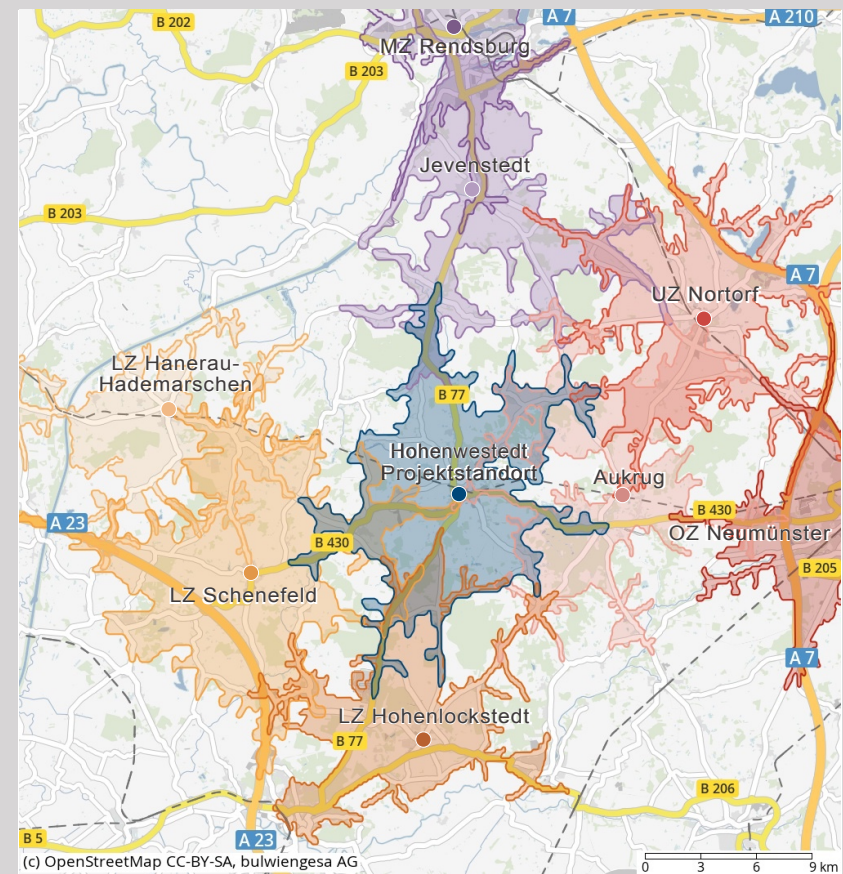 B 202
A 7
A 210
MZ Rendsburg
B 203
Jevenstedt
B 203
A 7
UZ Nortorf
LZ Hanerau-
Hademarschen
B 77
Hohenwestedt
Projektstandort
Aukrug
A 23
B 430
OZ Neumünster
B 430
B 205
LZ Schenefeld
A 7
LZ Hohenlockstedt
B 77
B 206
B 5
A 23
(c) OpenStreetMap CC-BY-SA, bulwiengesa AG
0 3 6 9 km